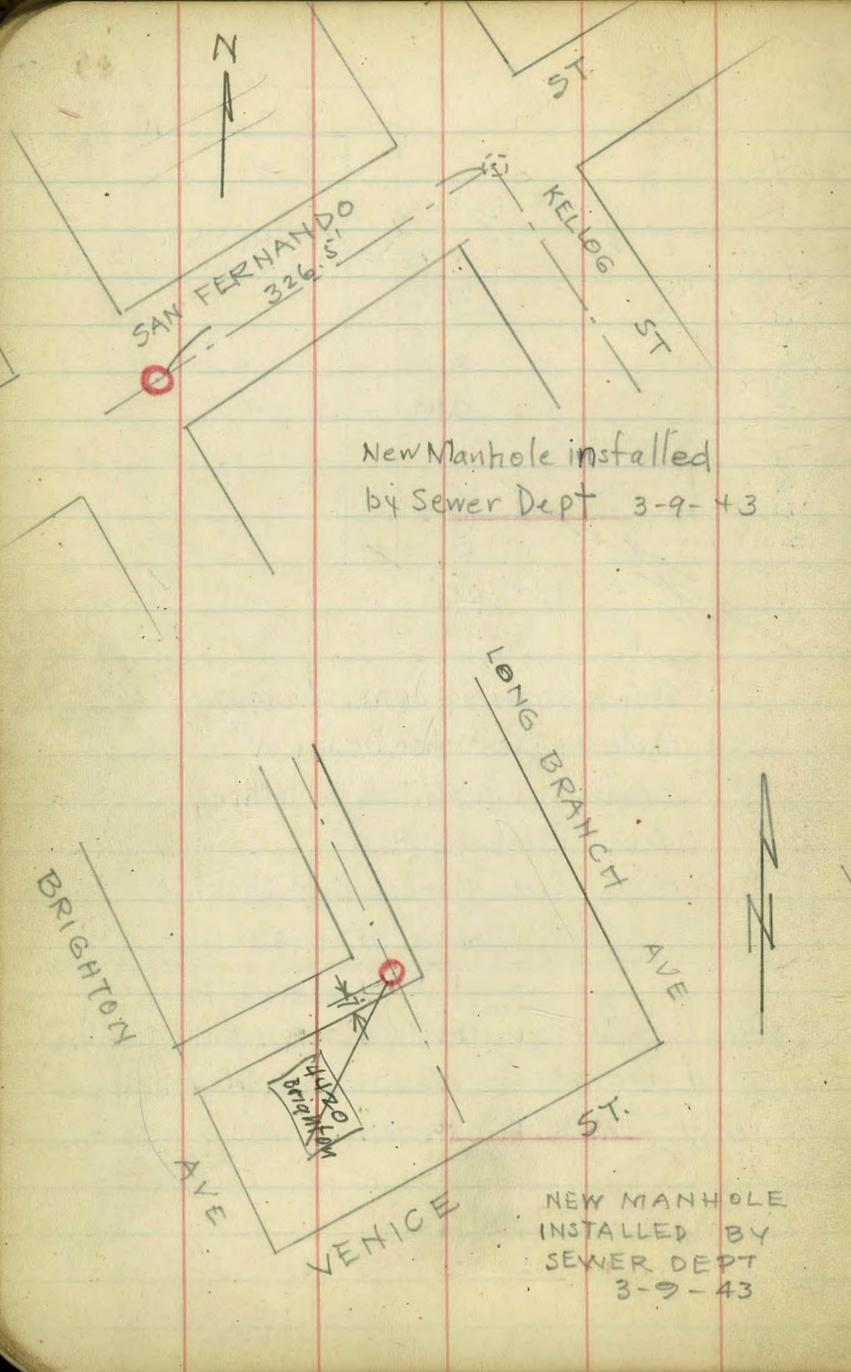 N
ST.
SAN FERNANDO
326.5'
KELLOG ST
New Manhole installed
by Sewer Dept 3-9-43
LONG BRANCH AVE
N
BRIGHTON AVE
4420
Brighton
VENICE ST.
NEW MANHOLE
INSTALLED BY
SEWER DEPT
3-9-43